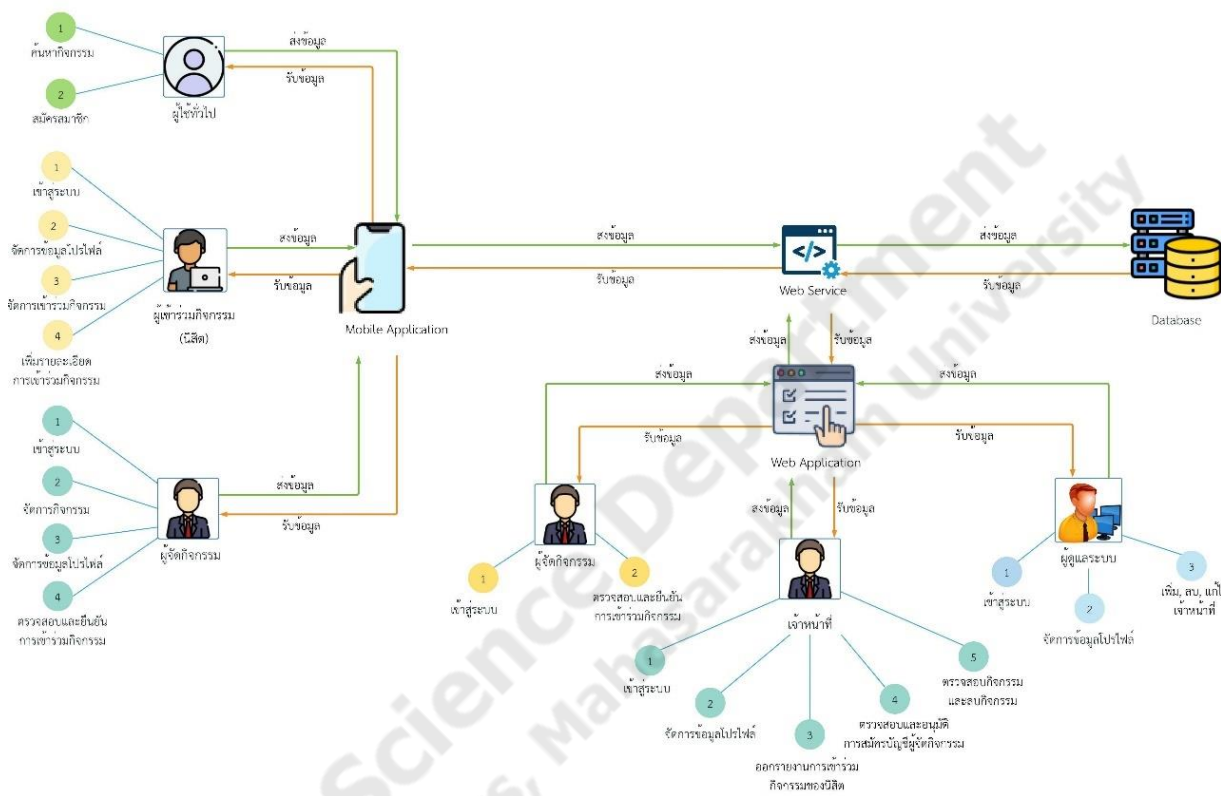 1
ค้นหากิจกรรม
2
สมัครสมาชิก
ผู้ใช้ทั่วไป
ส่งข้อมูล
รับข้อมูล
1
เข้าสู่ระบบ
2
จัดการข้อมูลโปรไฟล์
3
จัดการเข้าร่วมกิจกรรม
4
เพิ่มรายละเอียด
การเข้าร่วมกิจกรรม
ผู้เข้าร่วมกิจกรรม
(นิสิต)
ส่งข้อมูล
รับข้อมูล
Mobile Application
ส่งข้อมูล
รับข้อมูล
Web Service
ส่งข้อมูล
รับข้อมูล
Database
1
เข้าสู่ระบบ
2
จัดการกิจกรรม
3
จัดการข้อมูลโปรไฟล์
4
ตรวจสอบและยืนยัน
การเข้าร่วมกิจกรรม
ผู้จัดกิจกรรม
ส่งข้อมูล
รับข้อมูล
ส่งข้อมูล
รับข้อมูล
Web Application
ส่งข้อมูล
รับข้อมูล
ผู้จัดกิจกรรม
1
เข้าสู่ระบบ
2
ตรวจสอบและยืนยัน
การเข้าร่วมกิจกรรม
ส่งข้อมูล
รับข้อมูล
เจ้าหน้าที่
1
เข้าสู่ระบบ
2
จัดการข้อมูลโปรไฟล์
3
ออกรายงานการเข้าร่วม
กิจกรรมของนิสิต
4
ตรวจสอบและอนุมัติ
การสมัครบัญชีผู้จัดกิจกรรม
5
ตรวจสอบกิจกรรม
และลบกิจกรรม
ส่งข้อมูล
รับข้อมูล
ผู้ดูแลระบบ
1
เข้าสู่ระบบ
2
จัดการข้อมูลโปรไฟล์
3
เพิ่ม, ลบ, แก้ไ
เจ้าหน้าที่
Science Department
s, Mahasarakham University